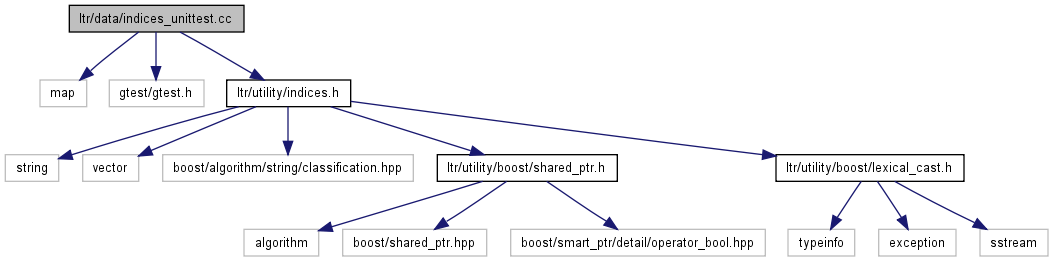 ltr/data/indices_unittest.cc
map
gtest/gtest.h
ltr/utility/indices.h
string
vector
boost/algorithm/string/classification.hpp
ltr/utility/boost/shared_ptr.h
ltr/utility/boost/lexical_cast.h
algorithm
boost/shared_ptr.hpp
boost/smart_ptr/detail/operator_bool.hpp
typeinfo
exception
sstream